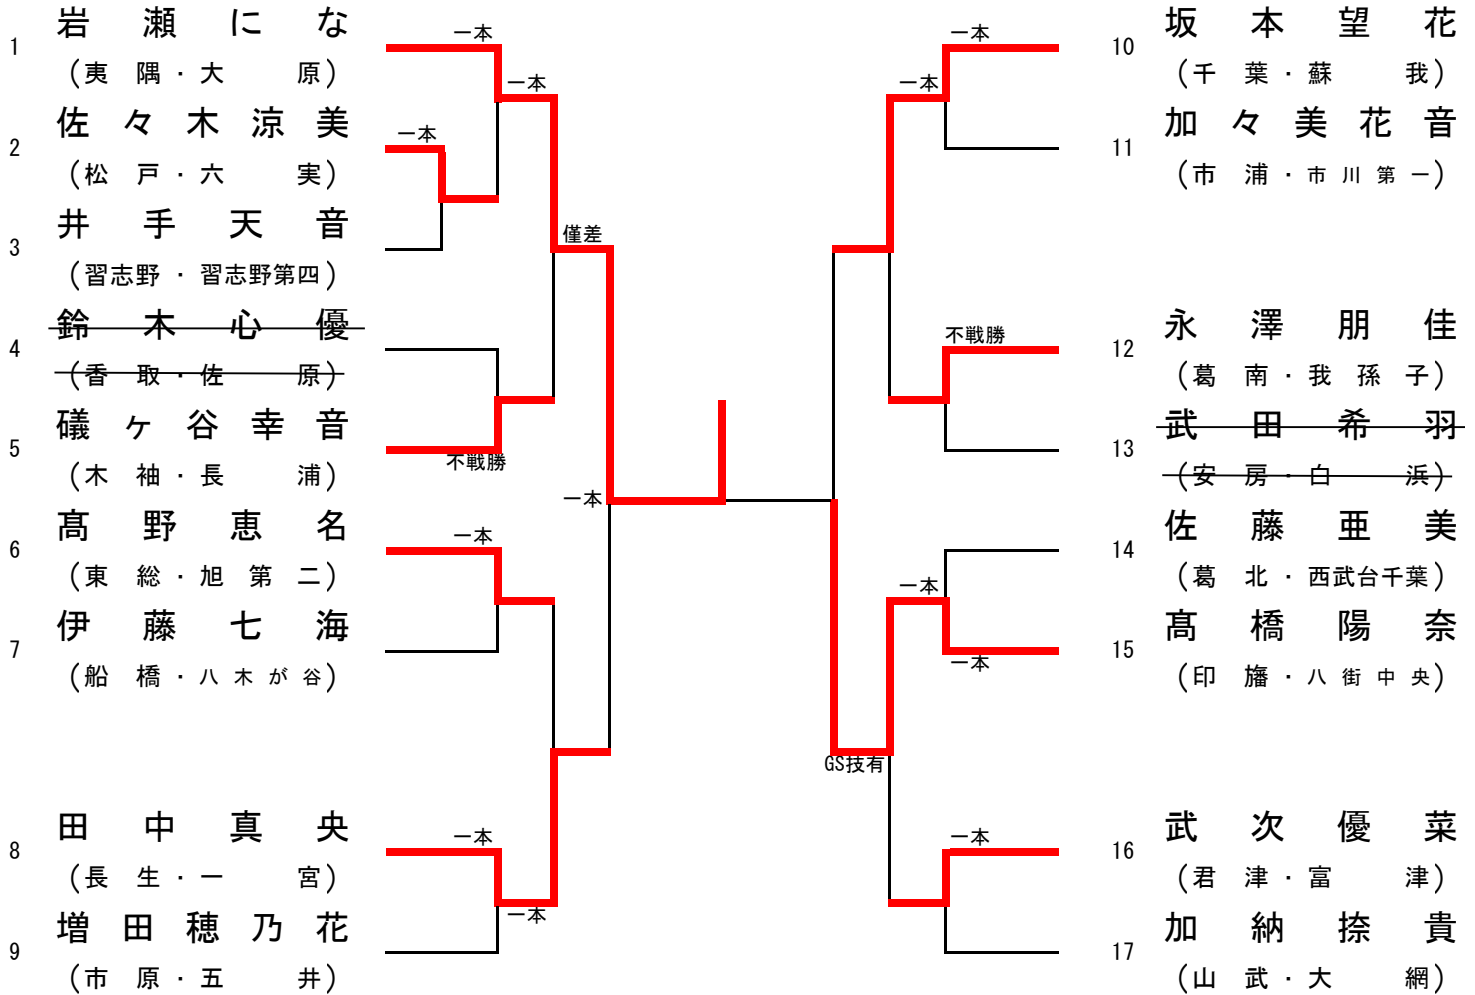 1 岩瀬にな 一本
(夷隅・大原)
一本
2 佐々木涼美 一本
(松戸・六実)
3 井手天音
(習志野・習志野第四)
僅差
4 鈴木心優
(香取・佐原)
5 礒ヶ谷幸音
(木袖・長浦) 不戦勝
一本
6 髙野恵名 一本
(東総・旭第二)
7 伊藤七海
(船橋・八木が谷)
8 田中真央 一本
(長生・一宮)
一本
9 増田穂乃花
(市原・五井)
一本 10 坂本望花
(千葉・蘇我)
一本
11 加々美花音
(市浦・市川第一)
不戦勝 12 永澤朋佳
(葛南・我孫子)
13 武田希羽
(安房・白浜)
14 佐藤亜美
(葛北・西武台千葉)
一本
15 髙橋陽奈
一本
(印旛・八街中央)
GS技有
一本 16 武次優菜
(君津・富津)
17 加納捺貴
(山武・大網)